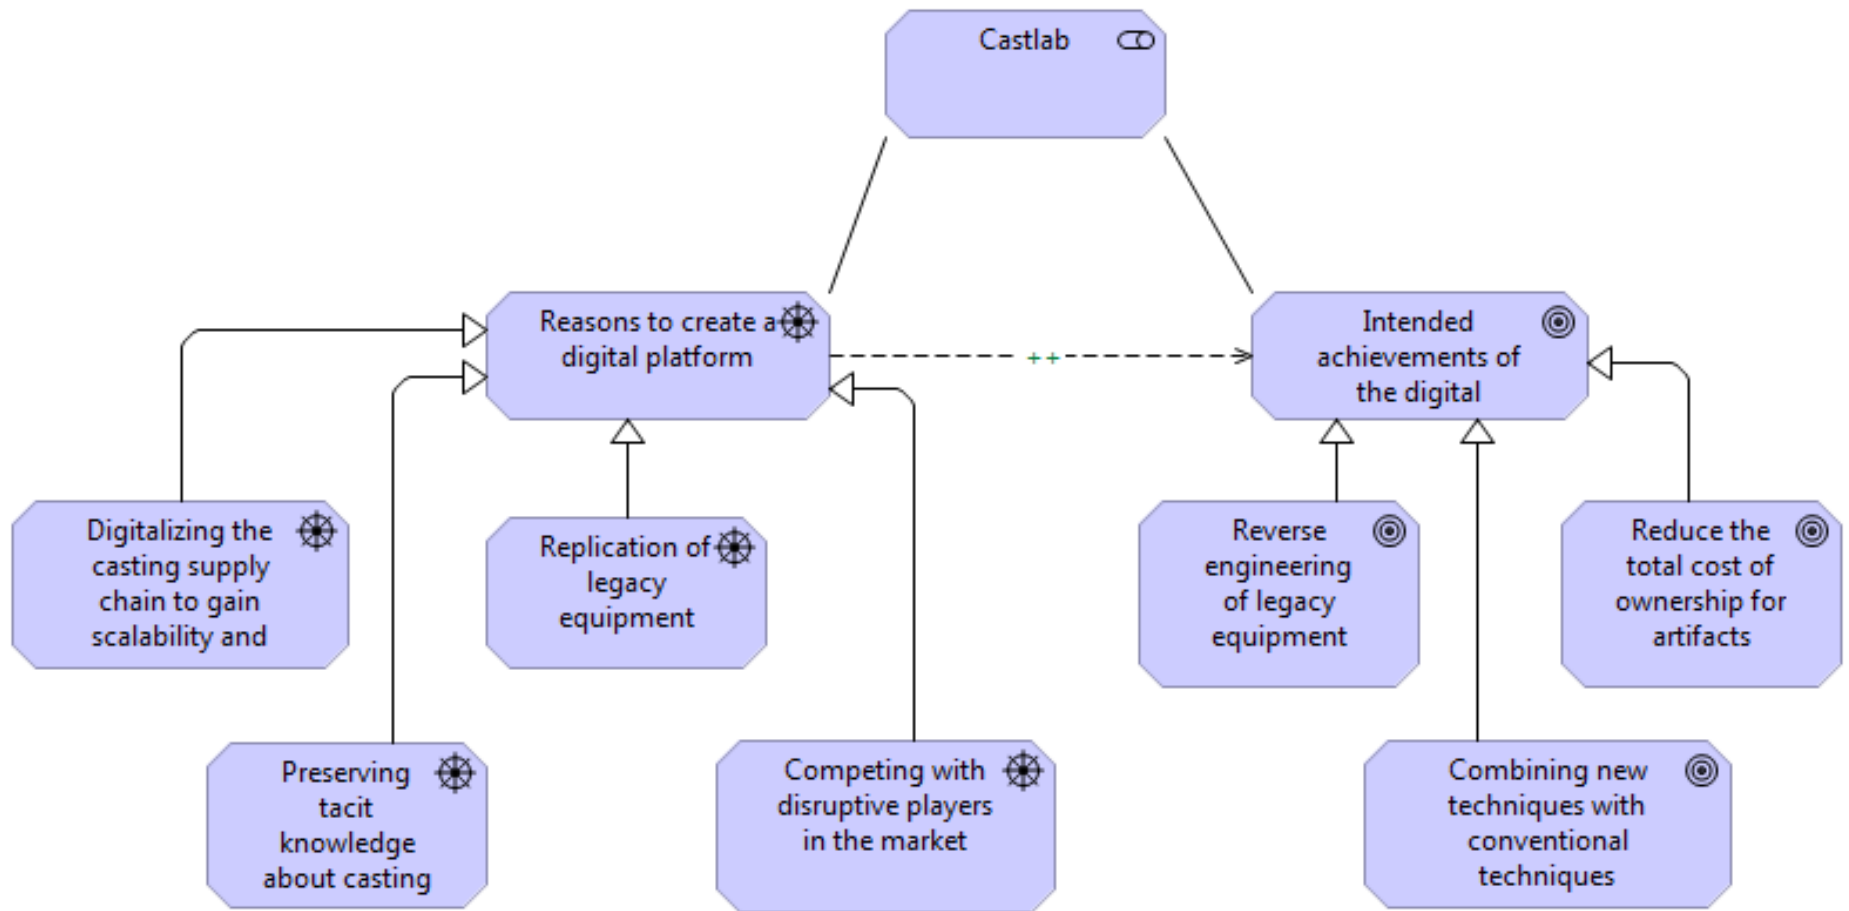 Castlab
Reasons to create a
digital platform
++
Intended
achievements of
the digital
Digitalizing the
casting supply
chain to gain
scalability and
Replication of
legacy
equipment
Reverse
engineering
of legacy
equipment
Reduce the
total cost of
ownership for
artifacts
Preserving
tacit
knowledge
about casting
Competing with
disruptive players
in the market
Combining new
techniques with
conventional
techniques